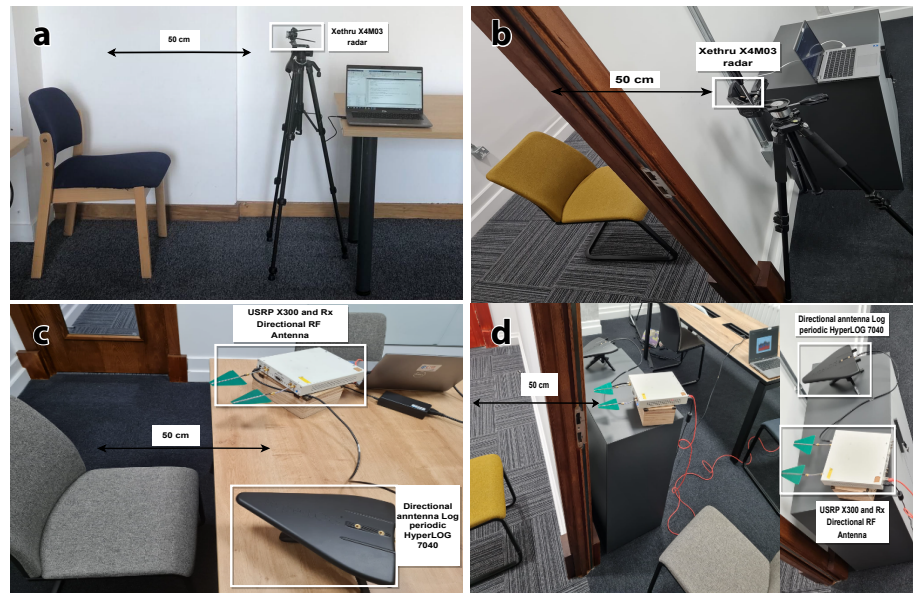 a
50 cm
Xethru X4M03
radar
b
Xethru X4M03
radar
50 cm
c
USRP X300 and Rx
Directional RF
Antenna
50 cm
Directional
anntenna Log
periodic
HyperLOG
7040
d
50 cm
Directional anntenna Log
periodic HyperLOG 7040
USRP X300 and Rx
Directional RF
Antenna